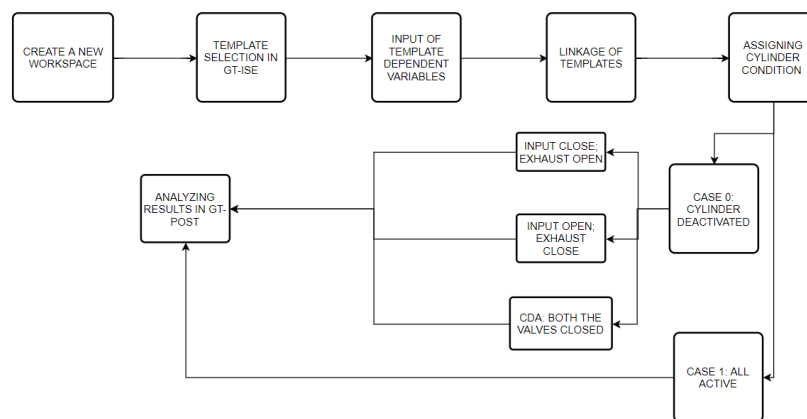 CREATE A NEW
WORKSPACE
TEMPLATE
SELECTION IN
GT-ISE
INPUT OF
TEMPLATE
DEPENDENT
VARIABLES
LINKAGE OF
TEMPLATES
ASSIGNING
CYLINDER
CONDITION
INPUT CLOSE;
EXHAUST OPEN
CASE 0:
CYLINDER
DEACTIVATED
ANALYZING
RESULTS IN GT-
POST
INPUT OPEN;
EXHAUST
CLOSE
CDA: BOTH THE
VALVES CLOSED
CASE 1: ALL
ACTIVE